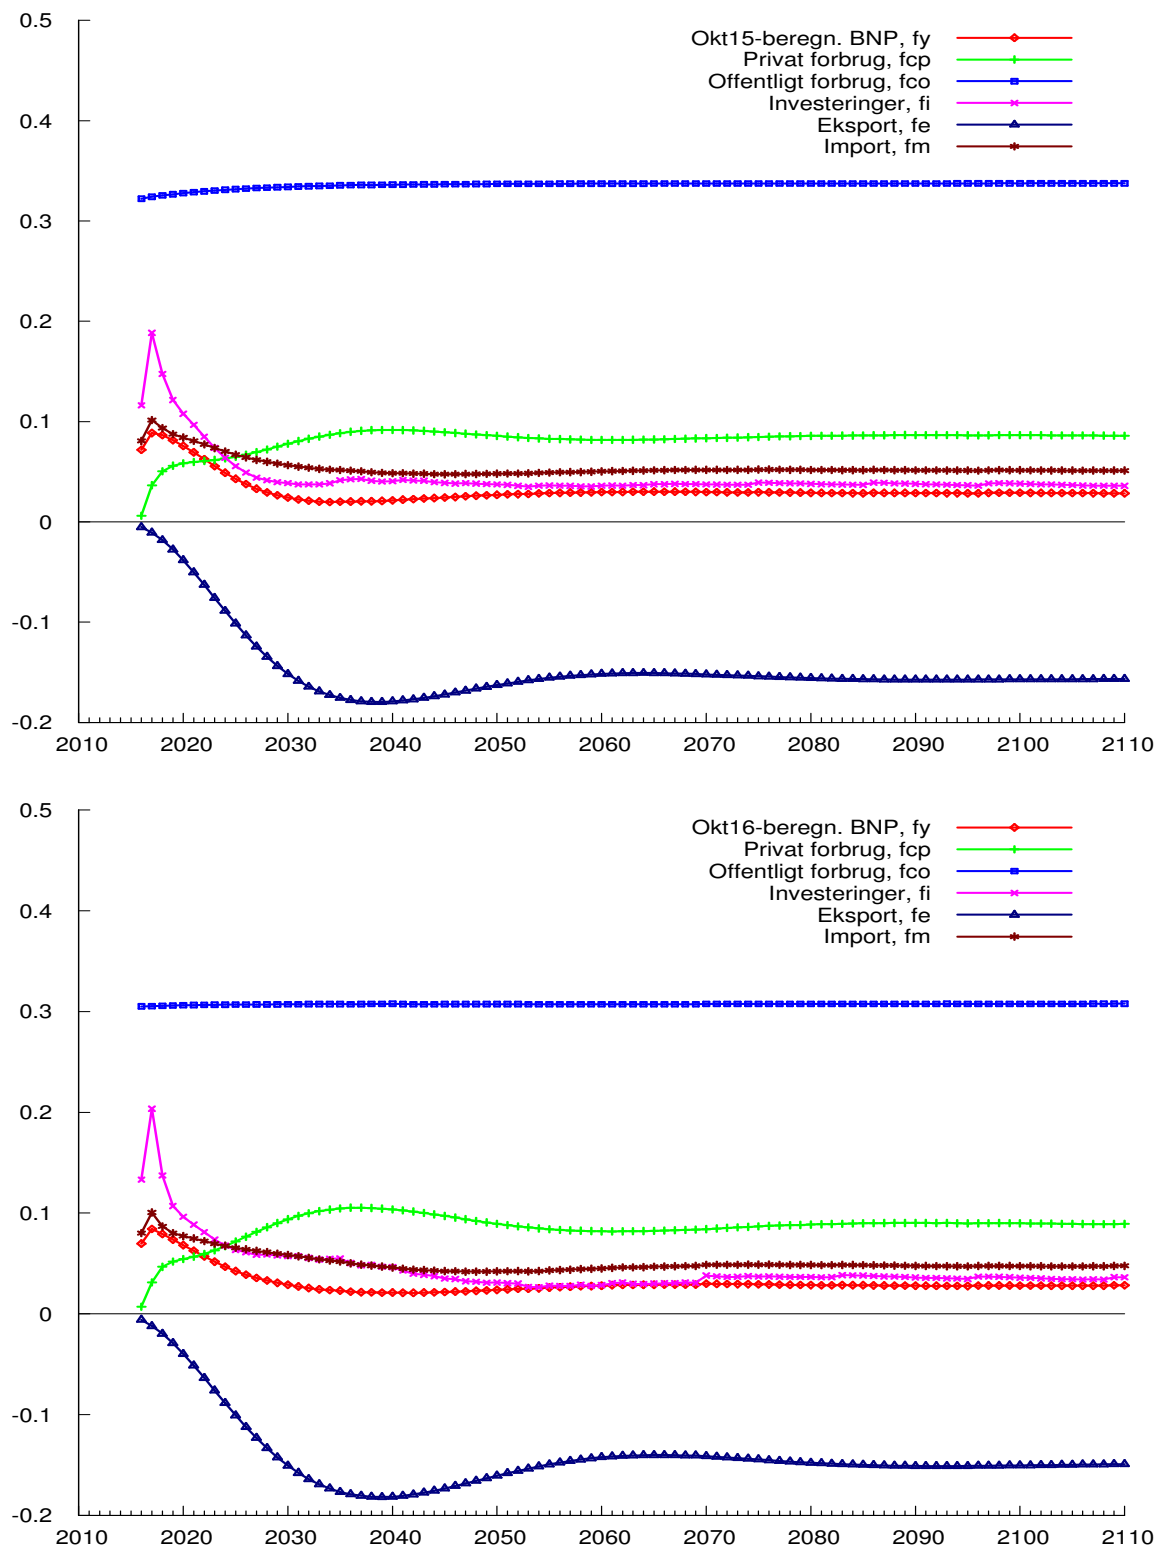 0.5
Okt15-beregn. BNP, fy
Privat forbrug, fcp
Offentligt forbrug, fco
0.4
Investeringer, fi
Eksport, fe
Import, fm
0.3
0.2
0.1
0
-0.1
-0.2
2010 2020 2030 2040 2050 2060 2070 2080 2090 2100 2110
0.5
Okt16-beregn. BNP, fy
Privat forbrug, fcp
Offentligt forbrug, fco
Investeringer, fi
0.4
Eksport, fe
Import, fm
0.3
0.2
0.1
0
-0.1
-0.2
2010 2020 2030 2040 2050 2060 2070 2080 2090 2100 2110